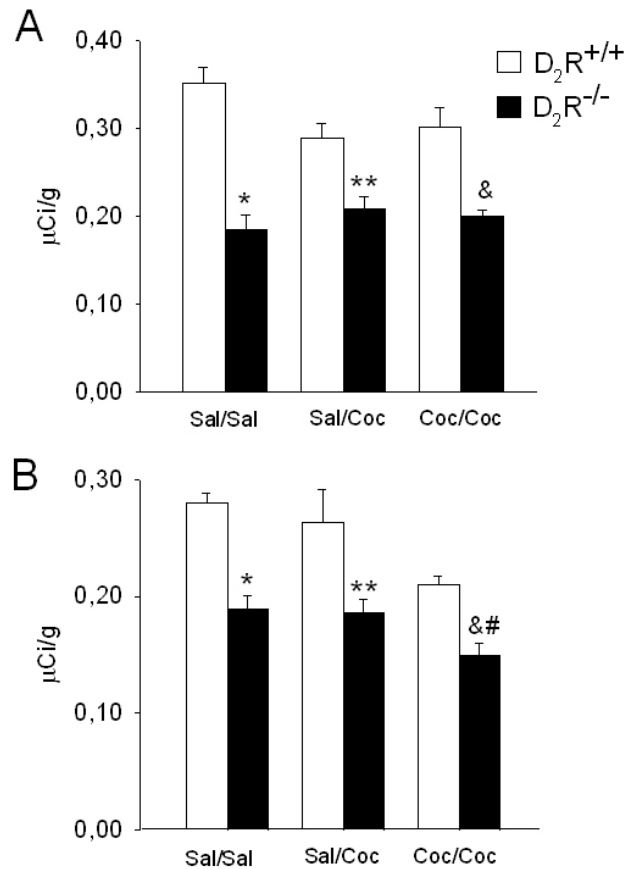 A
0,40
0,30
0,20
0,10
0,00
μCi/g
D₂R⁺/⁺
D₂R⁻/⁻
* ** &
Sal/Sal Sal/Coc Coc/Coc
B
0,30
0,20
0,10
0,00
μCi/g
* ** &#
Sal/Sal Sal/Coc Coc/Coc